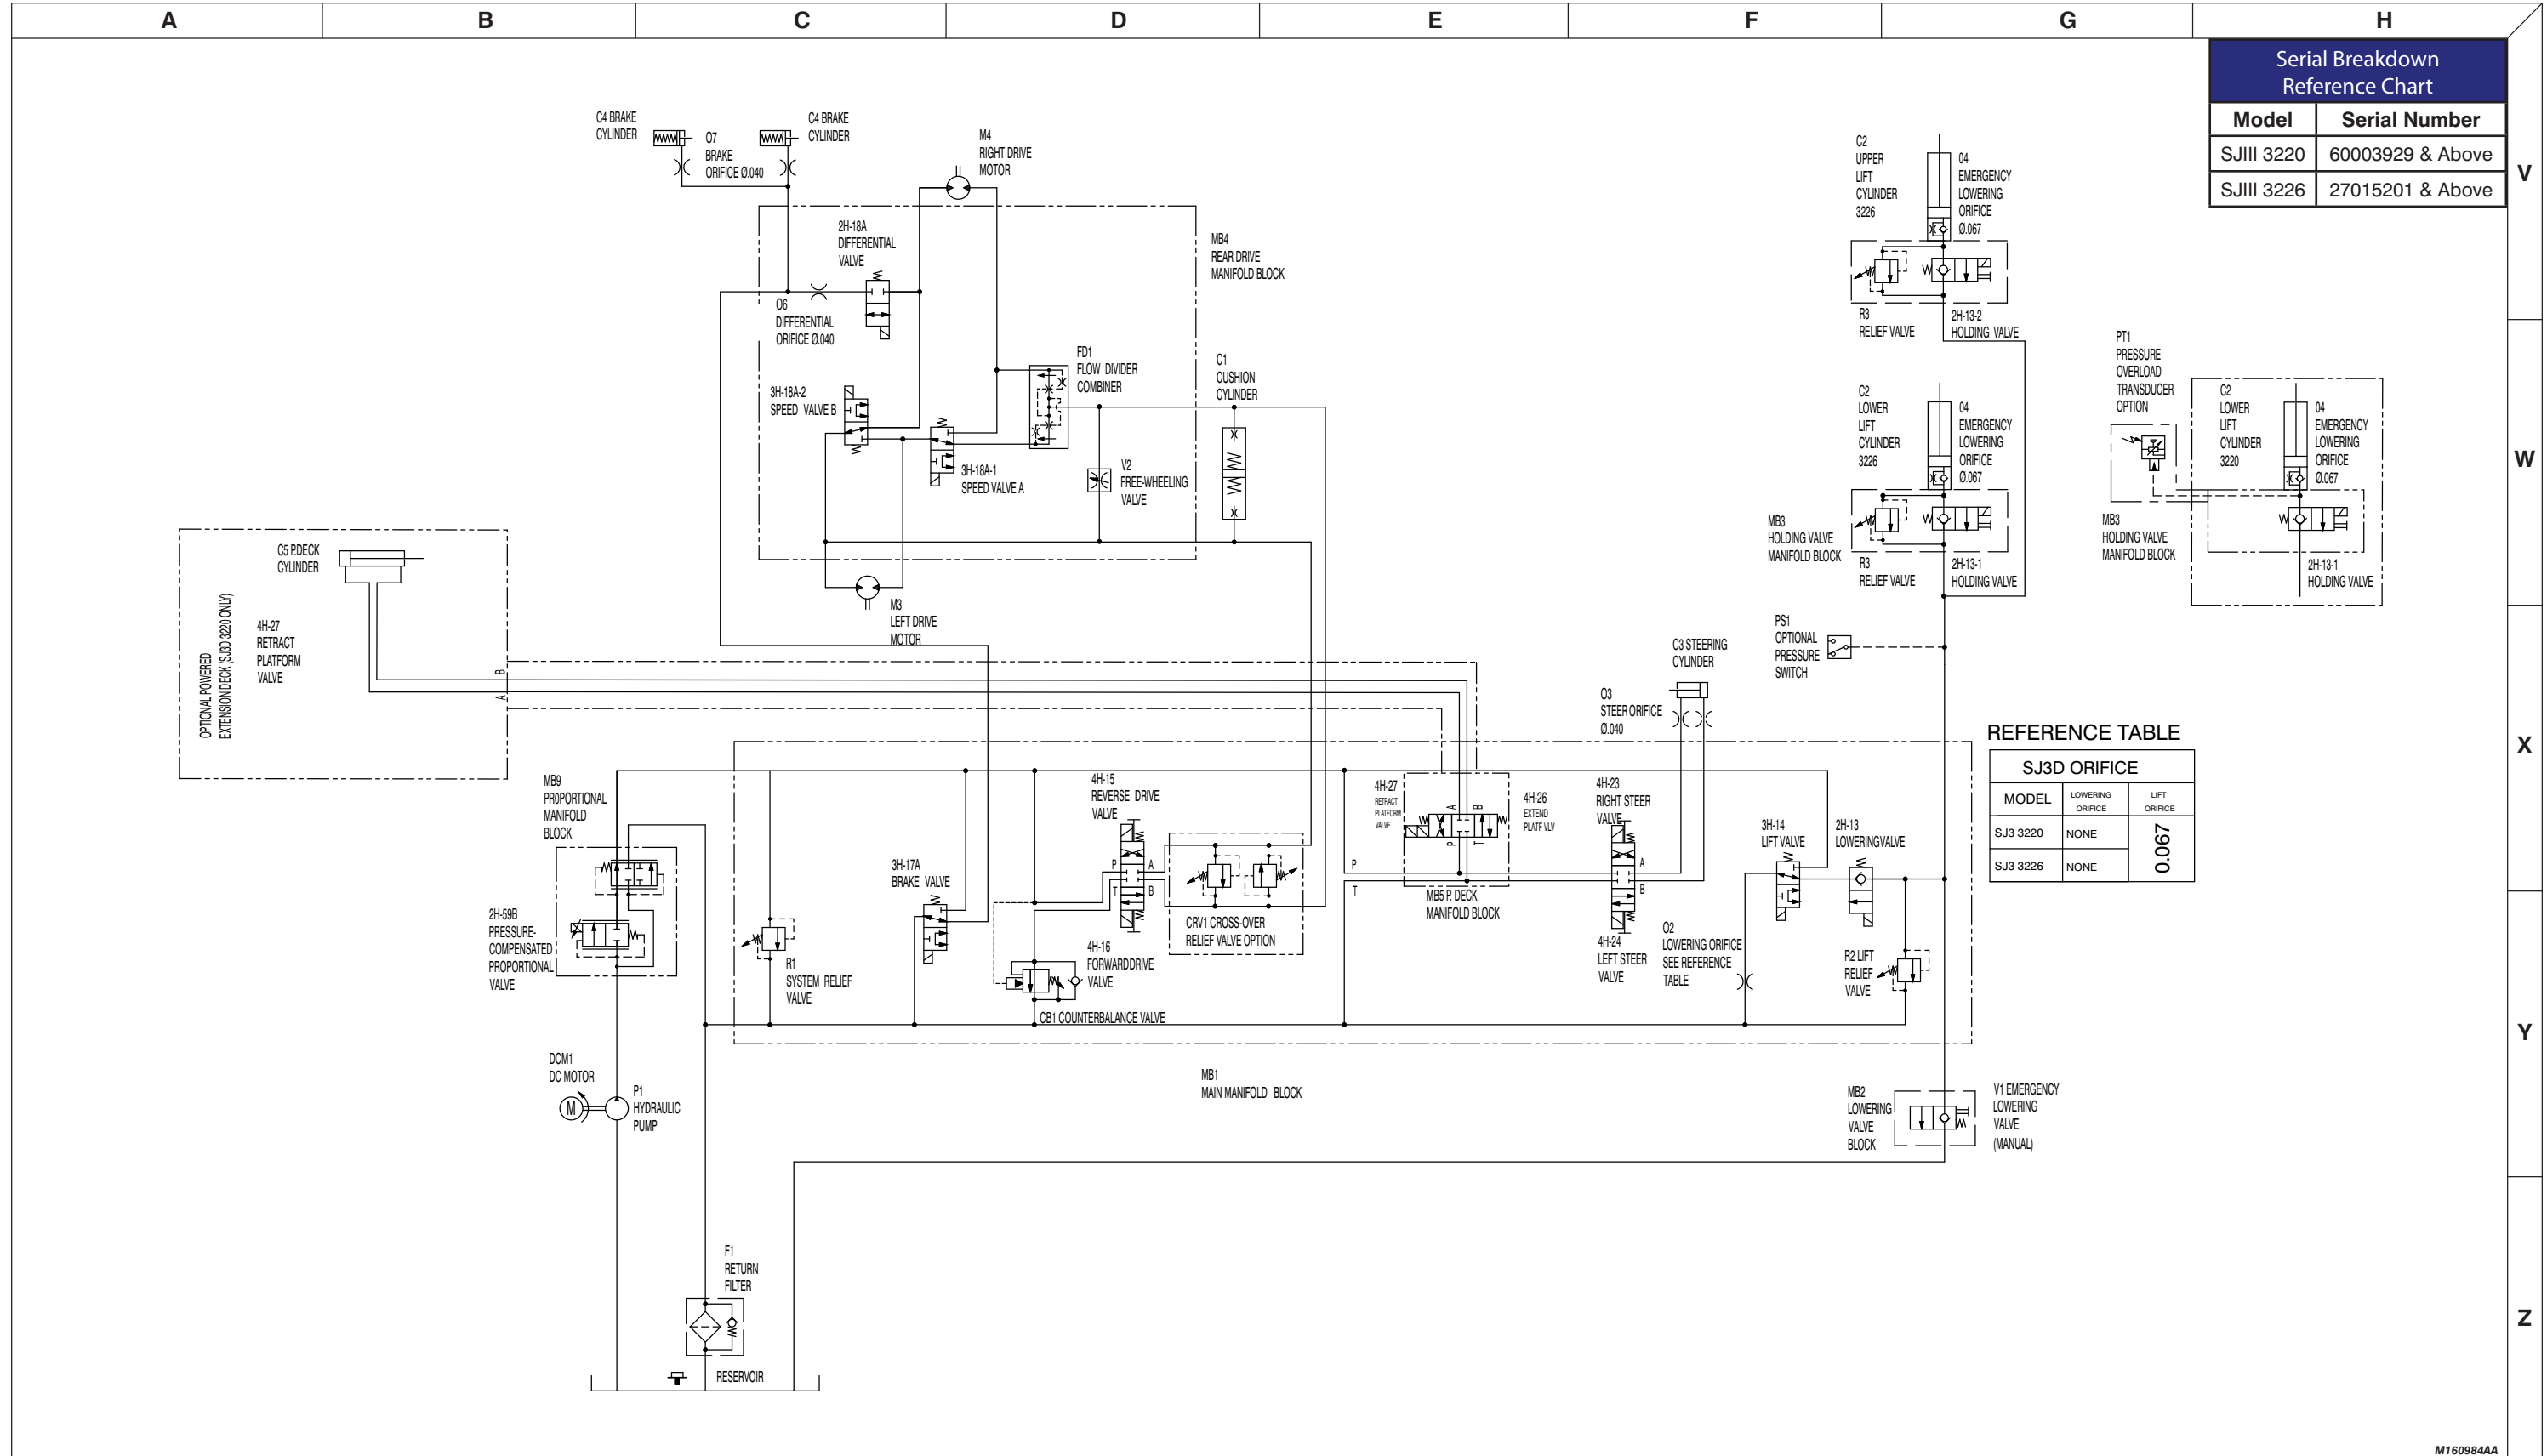 A B C D E F G H
Serial Breakdown
Reference Chart
Model Serial Number
SJIII 3220 60003929 & Above
SJIII 3226 27015201 & Above
V
W
X
Y
Z
C4 BRAKE
CYLINDER
O7
BRAKE
ORIFICE Ø.040
C4 BRAKE
CYLINDER
M4
RIGHT DRIVE
MOTOR
2H-18A
DIFFERENTIAL
VALVE
MB4
REAR DRIVE
MANIFOLD BLOCK
O6
DIFFERENTIAL
ORIFICE Ø.040
3H-18A-2
SPEED VALVE B
FD1
FLOW DIVIDER
COMBINER
C1
CUSHION
CYLINDER
3H-18A-1
SPEED VALVE A
V2
FREE-WHEELING
VALVE
M3
LEFT DRIVE
MOTOR
C2
UPPER
LIFT
CYLINDER
3226
04
EMERGENCY
LOWERING
ORIFICE
Ø.067
R3
RELIEF VALVE
2H-13-2
HOLDING VALVE
C2
LOWER
LIFT
CYLINDER
3226
04
EMERGENCY
LOWERING
ORIFICE
Ø.067
MB3
HOLDING VALVE
MANIFOLD BLOCK
R3
RELIEF VALVE
2H-13-1
HOLDING VALVE
PT1
PRESSURE
OVERLOAD
TRANSDUCER
OPTION
C2
LOWER
LIFT
CYLINDER
3220
04
EMERGENCY
LOWERING
ORIFICE
Ø.067
MB3
HOLDING VALVE
MANIFOLD BLOCK
2H-13-1
HOLDING VALVE
C5 P.DECK
CYLINDER
4H-27
RETRACT
PLATFORM
VALVE
OPTIONAL POWERED
EXTENSION DECK (SJ3D 3220 ONLY)
B
A
PS1
OPTIONAL
PRESSURE
SWITCH
C3 STEERING
CYLINDER
O3
STEER ORIFICE
Ø.040
REFERENCE TABLE
SJ3D ORIFICE
MODEL LOWERING ORIFICE LIFT ORIFICE
SJ3 3220 NONE
SJ3 3226 NONE
0.067
MB9
PROPORTIONAL
MANIFOLD
BLOCK
2H-59B
PRESSURE-
COMPENSATED
PROPORTIONAL
VALVE
R1
SYSTEM RELIEF
VALVE
3H-17A
BRAKE VALVE
4H-15
REVERSE DRIVE
VALVE
P A
T B
4H-16
FORWARD DRIVE
VALVE
CRV1 CROSS-OVER
RELIEF VALVE OPTION
CB1 COUNTERBALANCE VALVE
P
T
4H-27
RETRACT
PLATFORM
VALVE
A B
P T
4H-26
EXTEND
PLATF VLV
MB5 P. DECK
MANIFOLD BLOCK
4H-23
RIGHT STEER
VALVE
A
B
4H-24
LEFT STEER
VALVE
O2
LOWERING ORIFICE
SEE REFERENCE
TABLE
3H-14
LIFT VALVE
2H-13
LOWERINGVALVE
R2 LIFT
RELIEF
VALVE
DCM1
DC MOTOR
M
P1
HYDRAULIC
PUMP
MB1
MAIN MANIFOLD BLOCK
MB2
LOWERING
VALVE
BLOCK
V1 EMERGENCY
LOWERING
VALVE
(MANUAL)
F1
RETURN
FILTER
RESERVOIR
M160984AA